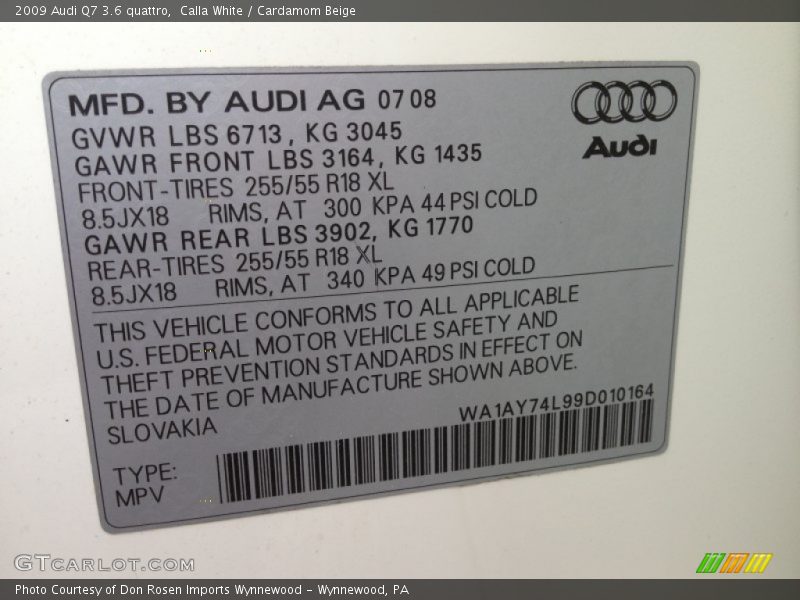 2009 Audi Q7 3.6 quattro,  Calla White / Cardamom Beige
MFD. BY AUDI AG 07 08
Audi
GVWR LBS 6713, KG 3045
GAWR FRONT LBS 3164, KG 1435
FRONT-TIRES 255/55 R18 XL
8.5JX18 RIMS, AT 300 KPA 44 PSI COLD
GAWR REAR LBS 3902, KG 1770
REAR-TIRES 255/55 R18 XL
8.5JX18 RIMS, AT 340 KPA 49 PSI COLD
THIS VEHICLE CONFORMS TO ALL APPLICABLE
U.S. FEDERAL MOTOR VEHICLE SAFETY AND
THEFT PREVENTION STANDARDS IN EFFECT ON
THE DATE OF MANUFACTURE SHOWN ABOVE.
SLOVAKIA
WA1AY74L99D010164
TYPE:
MPV
GTCARLOT.COM
Photo Courtesy of Don Rosen Imports Wynnewood - Wynnewood, PA